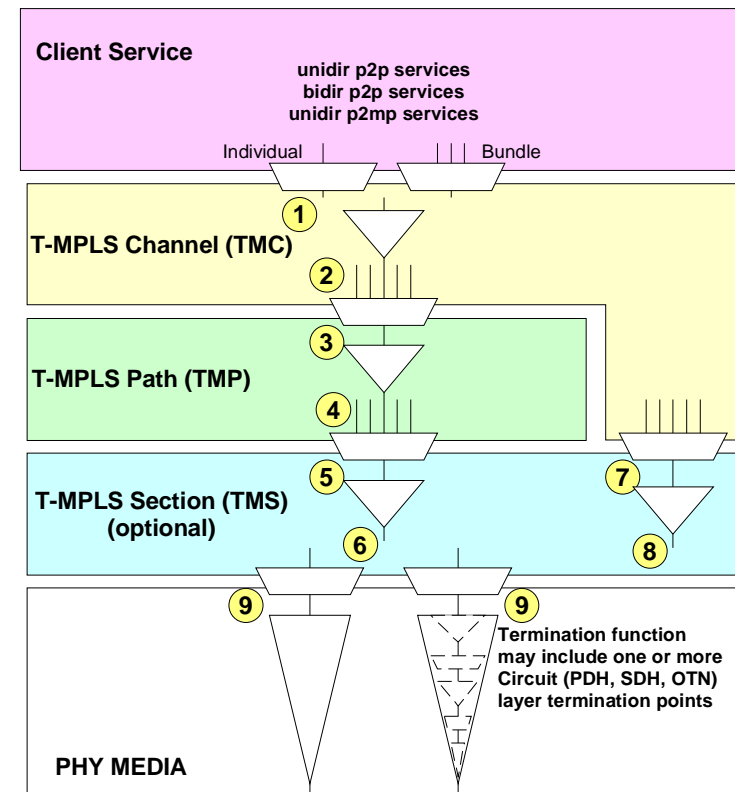 Client Service
unidir p2p services
bidir p2p services
unidir p2mp services
Individual
Bundle
1
T-MPLS Channel (TMC)
2
3
T-MPLS Path (TMP)
4
5
7
T-MPLS Section (TMS)
(optional)
6
8
9
9
Termination function
may include one or more
Circuit (PDH, SDH, OTN)
layer termination points
PHY MEDIA